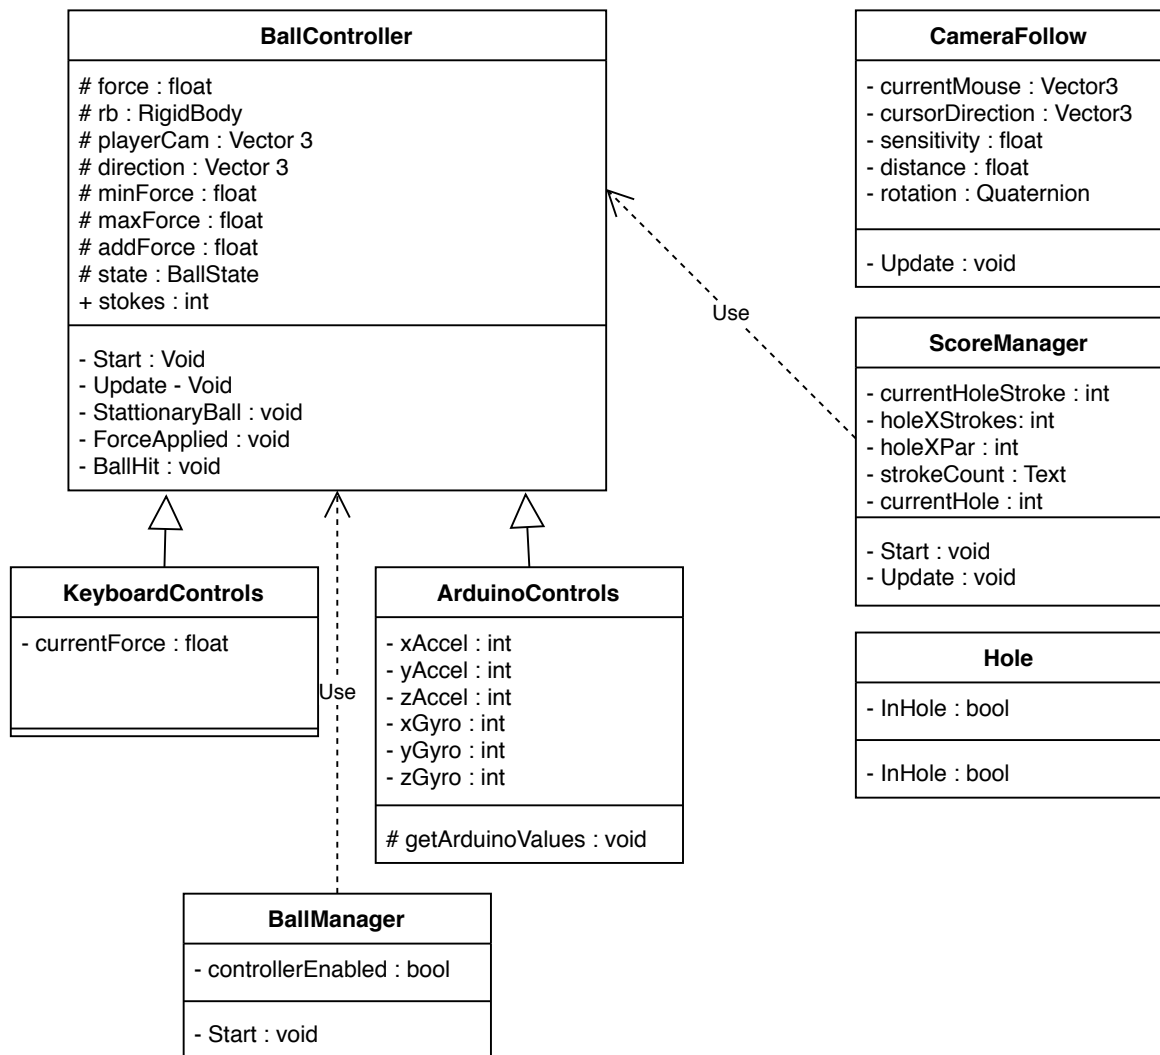 BallController
# force : float
# rb : RigidBody
# playerCam : Vector 3
# direction : Vector 3
# minForce : float
# maxForce : float
# addForce : float
# state : BallState
+ stokes : int
- Start : Void
- Update - Void
- StattionaryBall : void
- ForceApplied : void
- BallHit : void
CameraFollow
- currentMouse : Vector3
- cursorDirection : Vector3
- sensitivity : float
- distance : float
- rotation : Quaternion
- Update : void
Use
ScoreManager
- currentHoleStroke : int
- holeXStrokes: int
- holeXPar : int
- strokeCount : Text
- currentHole : int
- Start : void
- Update : void
KeyboardControls
- currentForce : float
Use
ArduinoControls
- xAccel : int
- yAccel : int
- zAccel : int
- xGyro : int
- yGyro : int
- zGyro : int
# getArduinoValues : void
Hole
- InHole : bool
- InHole : bool
BallManager
- controllerEnabled : bool
- Start : void